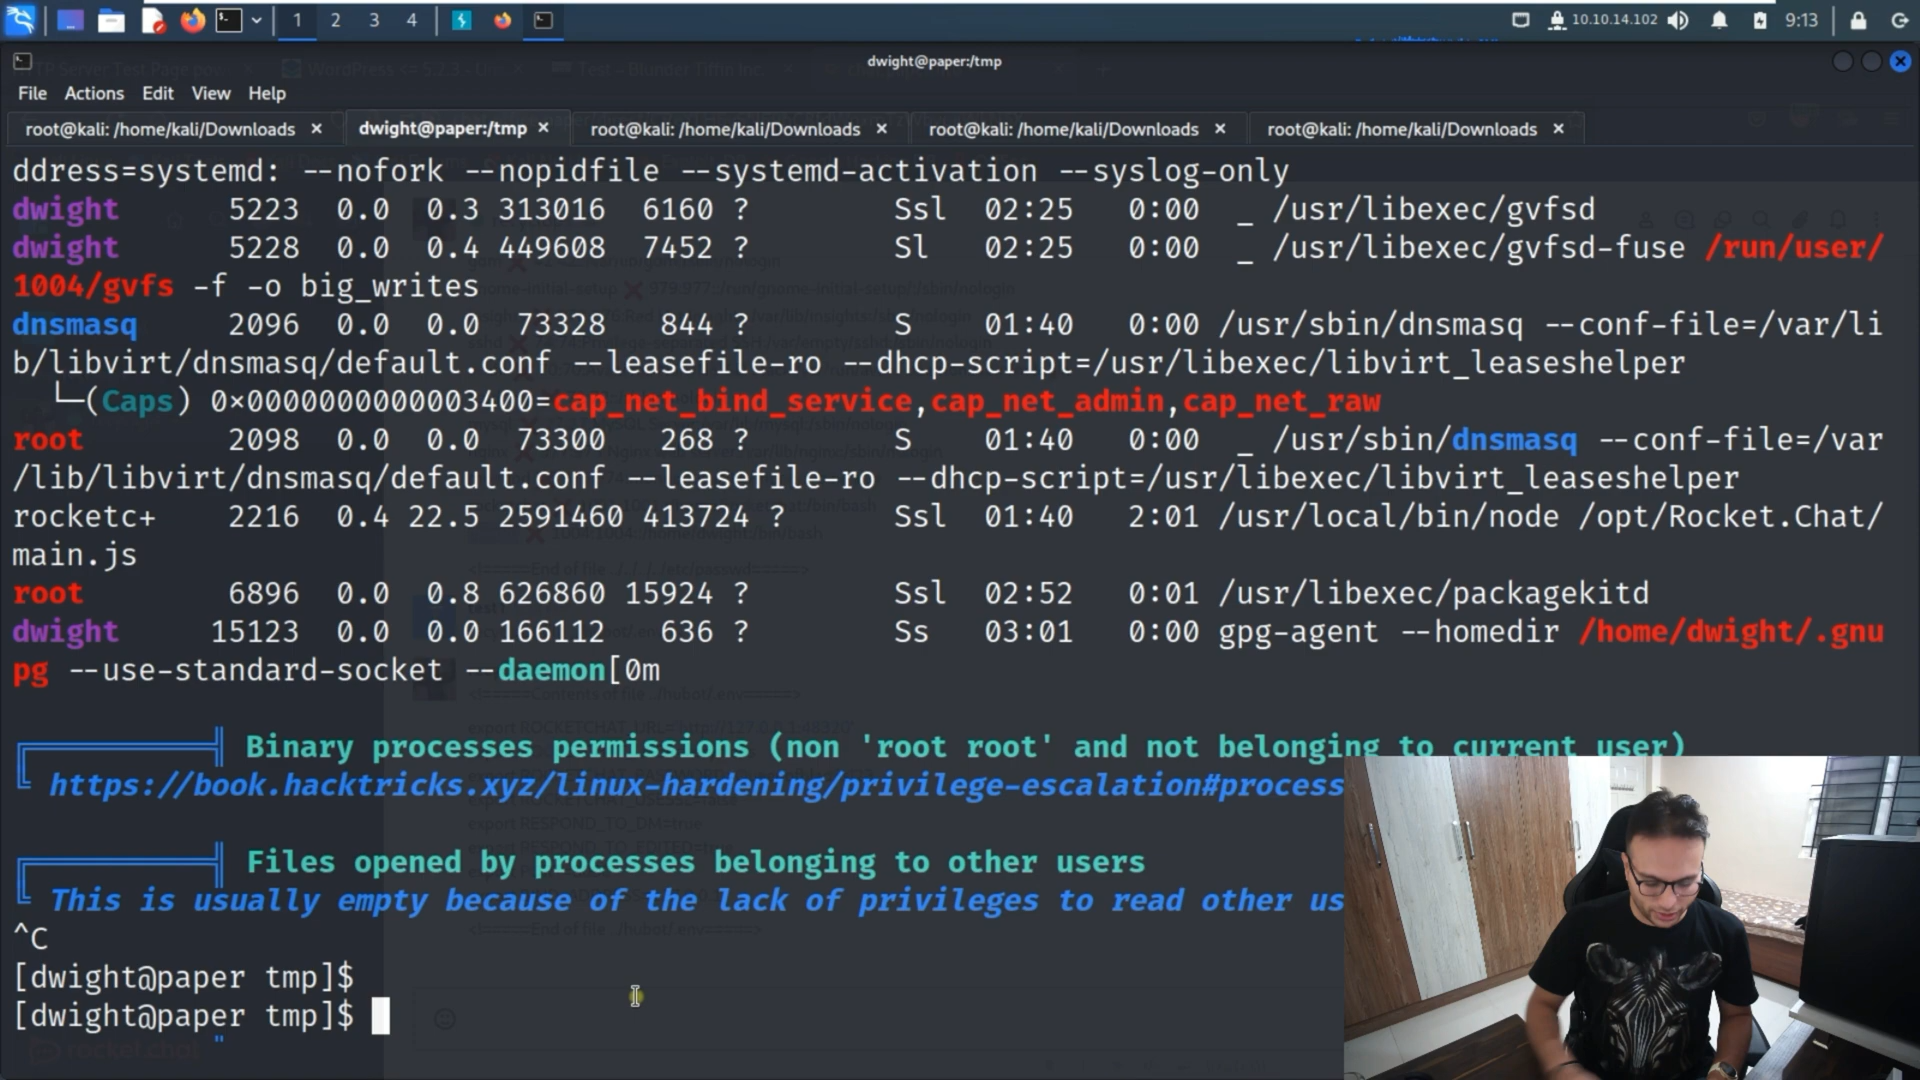 1 2 3 4 10.10.14.102 9:13
dwight@paper:/tmp
File Actions Edit View Help
root@kali: /home/kali/Downloads × dwight@paper:/tmp × root@kali: /home/kali/Downloads × root@kali: /home/kali/Downloads × root@kali: /home/kali/Downloads ×
ddress=systemd: --nofork --nopidfile --systemd-activation --syslog-only
dwight 5223 0.0 0.3 313016 6160 ? Ssl 02:25 0:00 _ /usr/libexec/gvfsd
dwight 5228 0.0 0.4 449608 7452 ? Sl 02:25 0:00 _ /usr/libexec/gvfsd-fuse /run/user/
1004/gvfs -f -o big_writes
dnsmasq 2096 0.0 0.0 73328 844 ? S 01:40 0:00 /usr/sbin/dnsmasq --conf-file=/var/li
b/libvirt/dnsmasq/default.conf --leasefile-ro --dhcp-script=/usr/libexec/libvirt_leaseshelper
└─(Caps) 0×0000000000003400=cap_net_bind_service,cap_net_admin,cap_net_raw
root 2098 0.0 0.0 73300 268 ? S 01:40 0:00 _ /usr/sbin/dnsmasq --conf-file=/var
/lib/libvirt/dnsmasq/default.conf --leasefile-ro --dhcp-script=/usr/libexec/libvirt_leaseshelper
rocketc+ 2216 0.4 22.5 2591460 413724 ? Ssl 01:40 2:01 /usr/local/bin/node /opt/Rocket.Chat/
main.js
root 6896 0.0 0.8 626860 15924 ? Ssl 02:52 0:01 /usr/libexec/packagekitd
dwight 15123 0.0 0.0 166112 636 ? Ss 03:01 0:00 gpg-agent --homedir /home/dwight/.gnu
pg --use-standard-socket --daemon[0m
Binary processes permissions (non 'root root' and not belonging to current user)
https://book.hacktricks.xyz/linux-hardening/privilege-escalation#process
Files opened by processes belonging to other users
This is usually empty because of the lack of privileges to read other us
^C
[dwight@paper tmp]$
[dwight@paper tmp]$